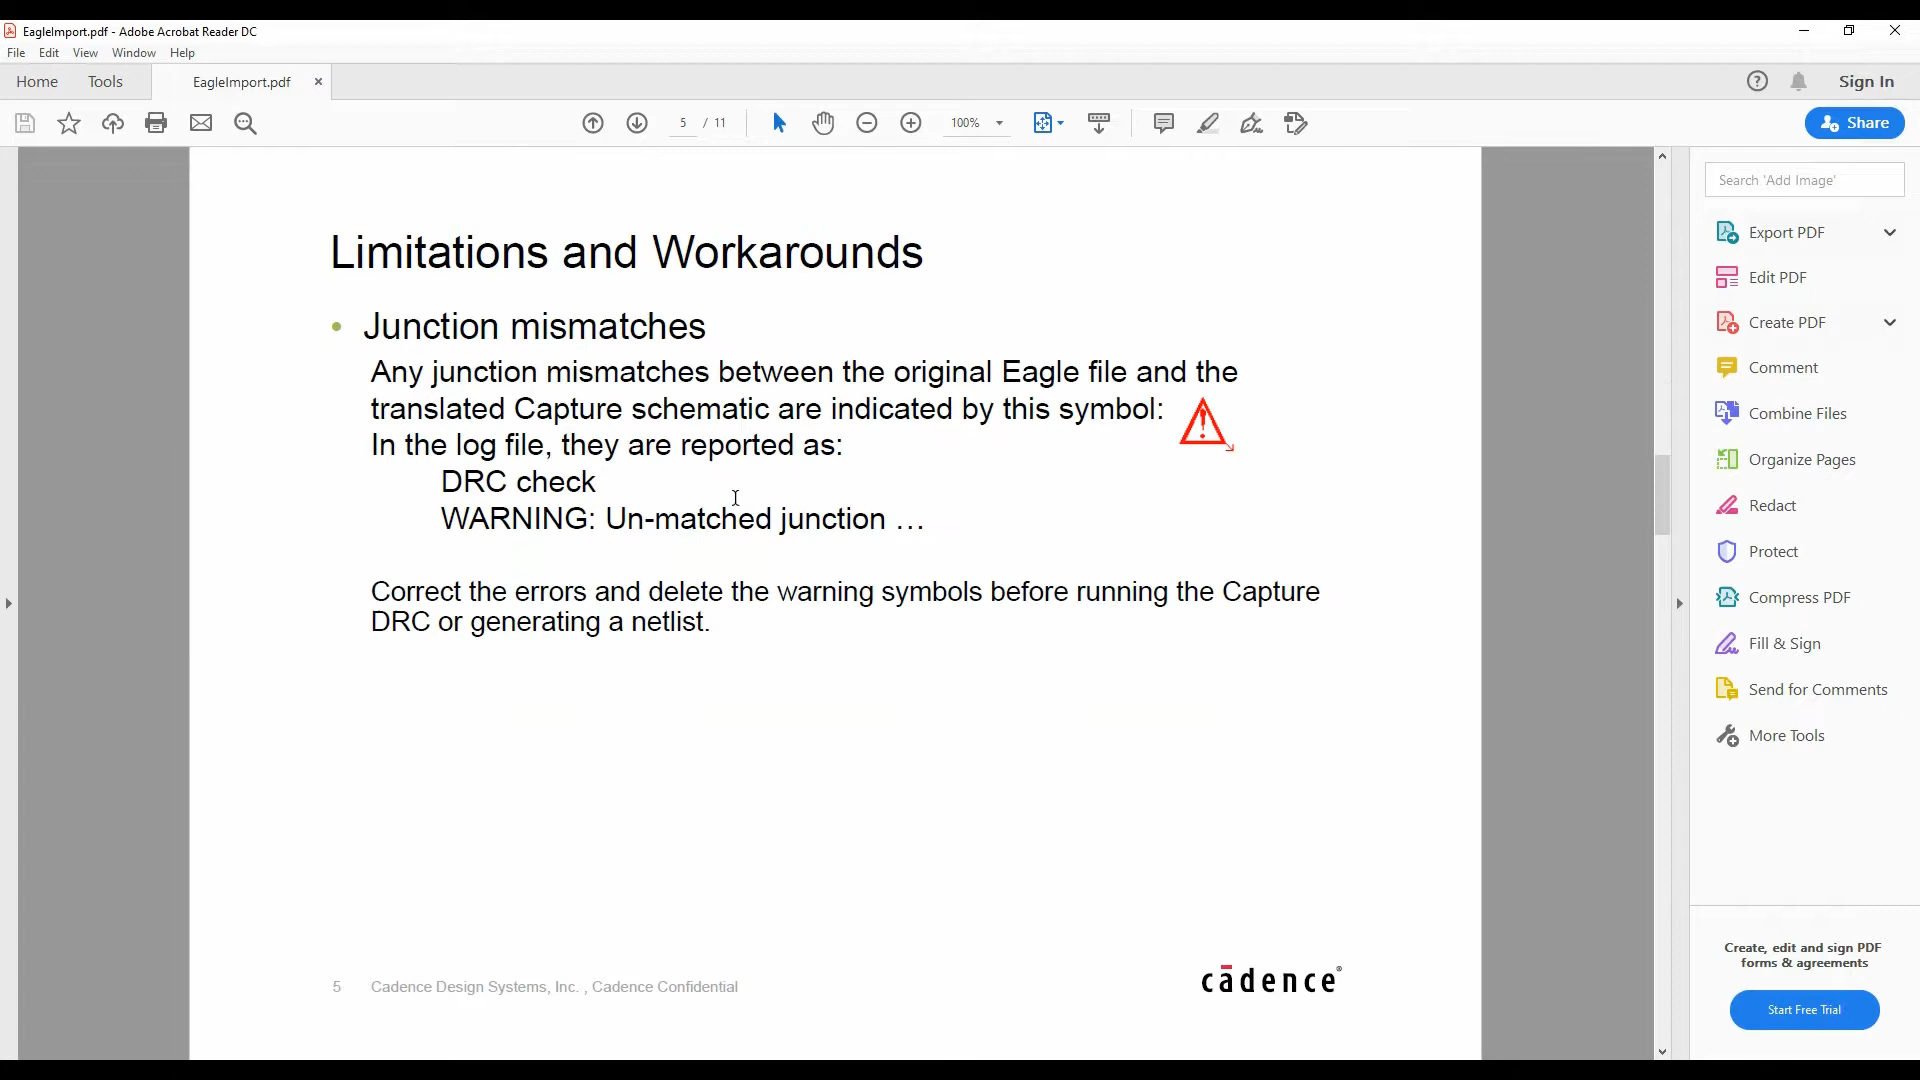 EagleImport.pdf - Adobe Acrobat Reader DC
File Edit View Window Help
Home Tools EagleImport.pdf × Sign In
5 / 11 100% Share
Limitations and Workarounds
• Junction mismatches
Any junction mismatches between the original Eagle file and the
translated Capture schematic are indicated by this symbol:
In the log file, they are reported as:
DRC check
WARNING: Un-matched junction …
Correct the errors and delete the warning symbols before running the Capture
DRC or generating a netlist.
5 Cadence Design Systems, Inc. , Cadence Confidential
cādence®
Search 'Add Image'
Export PDF
Edit PDF
Create PDF
Comment
Combine Files
Organize Pages
Redact
Protect
Compress PDF
Fill & Sign
Send for Comments
More Tools
Create, edit and sign PDF
forms & agreements
Start Free Trial